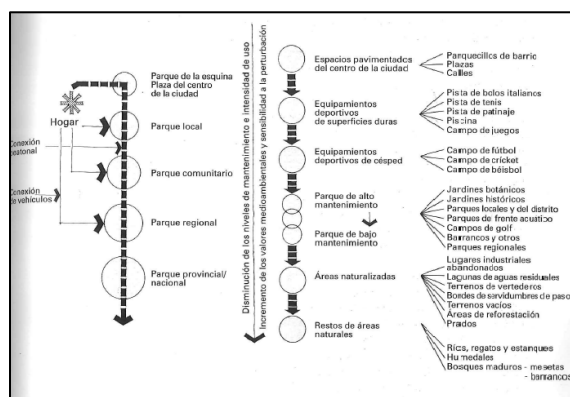 Parque de la esquina
Plaza del centro
de la ciudad
Hogar
Parque local
Conexión
peatonal
Parque comunitario
Conexión
de vehículos
Parque regional
Parque provincial/
nacional
Disminución de los niveles de mantenimiento e intensidad de uso
Incremento de los valores medioambientales y sensibilidad a la perturbación
Espacios pavimentados
del centro de la ciudad
Parquecillos de barrio
Plazas
Calles
Equipamientos
deportivos
de superficies duras
Pista de bolos italianos
Pista de tenis
Pista de patinaje
Piscina
Campo de juegos
Equipamientos
deportivos de césped
Campo de fútbol
Campo de crícket
Campo de béisbol
Parque de alto
mantenimiento
Parque de bajo
mantenimiento
Jardines botánicos
Jardines históricos
Parques locales y del distrito
Parques de frente acuático
Campos de golf
Barrancos y otros
Parques regionales
Áreas naturalizadas
Lugares industriales
abandonados
Lagunas de aguas residuales
Terrenos de vertederos
Bordes de servidumbres de paso
Terrenos vacíos
Áreas de reforestación
Prados
Restos de áreas
naturales
Ríos, regatos y estanques
Humedales
Bosques maduros - mesetas
- barrancos